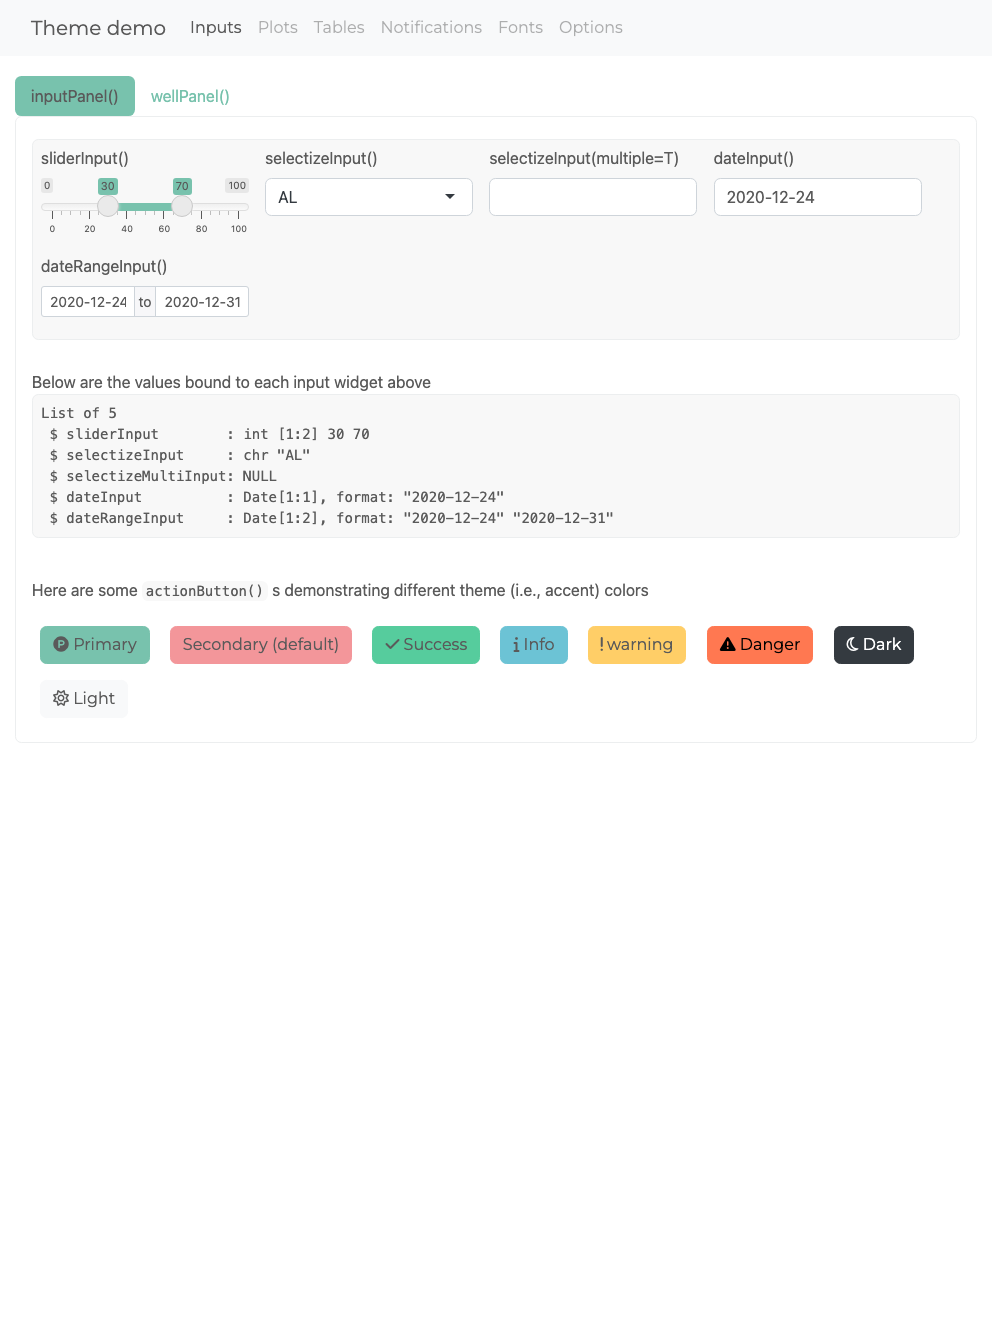 Theme demo Inputs Plots Tables Notifications Fonts Options
inputPanel() wellPanel()
sliderInput() selectizeInput() selectizeInput(multiple=T) dateInput()
0 30 70 100
AL 2020-12-24
0 20 40 60 80 100
dateRangeInput()
2020-12-24 to 2020-12-31
Below are the values bound to each input widget above
List of 5
 $ sliderInput        : int [1:2] 30 70
 $ selectizeInput     : chr "AL"
 $ selectizeMultiInput: NULL
 $ dateInput          : Date[1:1], format: "2020-12-24"
 $ dateRangeInput     : Date[1:2], format: "2020-12-24" "2020-12-31"
Here are some actionButton() s demonstrating different theme (i.e., accent) colors
P Primary Secondary (default) Success Info warning Danger Dark
Light